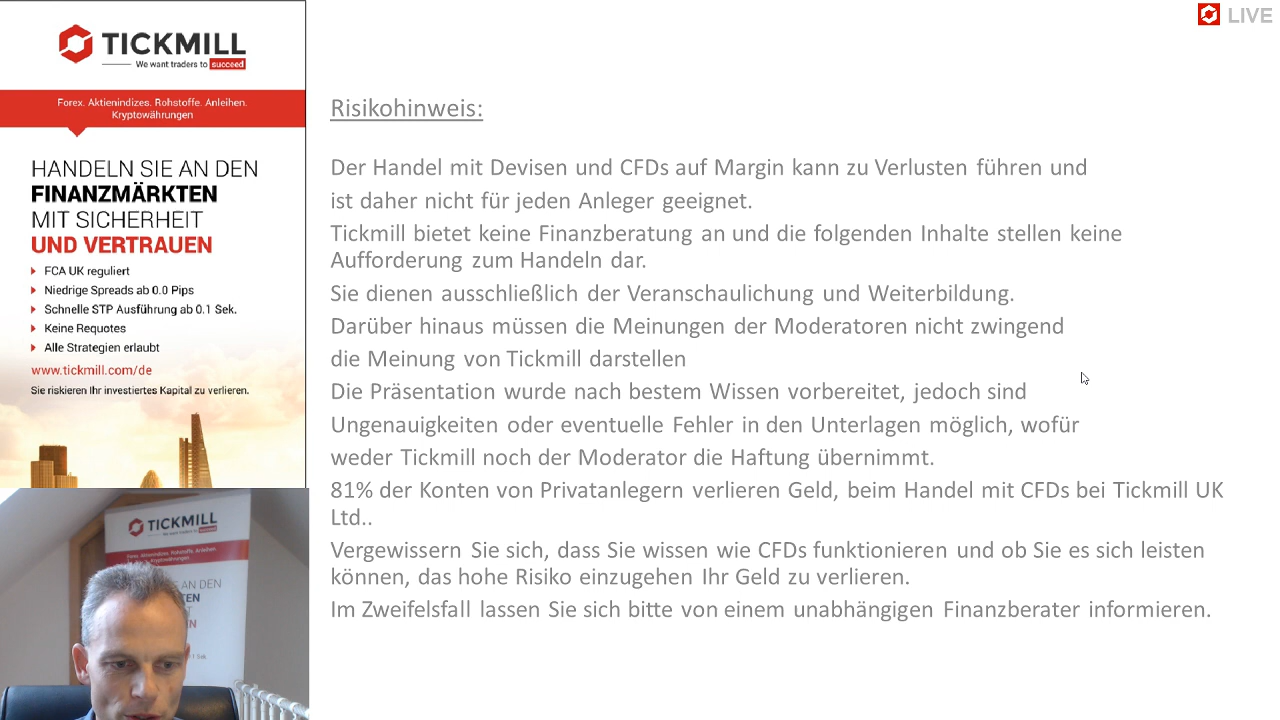 TICKMILL
We want traders to succeed
Forex. Aktienindizes. Rohstoffe. Anleihen.
Kryptowährungen
HANDELN SIE AN DEN
FINANZMÄRKTEN
MIT SICHERHEIT
UND VERTRAUEN
FCA UK reguliert
Niedrige Spreads ab 0.0 Pips
Schnelle STP Ausführung ab 0.1 Sek.
Keine Requotes
Alle Strategien erlaubt
www.tickmill.com/de
Sie riskieren Ihr investiertes Kapital zu verlieren.
LIVE
Risikohinweis:
Der Handel mit Devisen und CFDs auf Margin kann zu Verlusten führen und
ist daher nicht für jeden Anleger geeignet.
Tickmill bietet keine Finanzberatung an und die folgenden Inhalte stellen keine
Aufforderung zum Handeln dar.
Sie dienen ausschließlich der Veranschaulichung und Weiterbildung.
Darüber hinaus müssen die Meinungen der Moderatoren nicht zwingend
die Meinung von Tickmill darstellen
Die Präsentation wurde nach bestem Wissen vorbereitet, jedoch sind
Ungenauigkeiten oder eventuelle Fehler in den Unterlagen möglich, wofür
weder Tickmill noch der Moderator die Haftung übernimmt.
81% der Konten von Privatanlegern verlieren Geld, beim Handel mit CFDs bei Tickmill UK
Ltd..
Vergewissern Sie sich, dass Sie wissen wie CFDs funktionieren und ob Sie es sich leisten
können, das hohe Risiko einzugehen Ihr Geld zu verlieren.
Im Zweifelsfall lassen Sie sich bitte von einem unabhängigen Finanzberater informieren.
TICKMILL